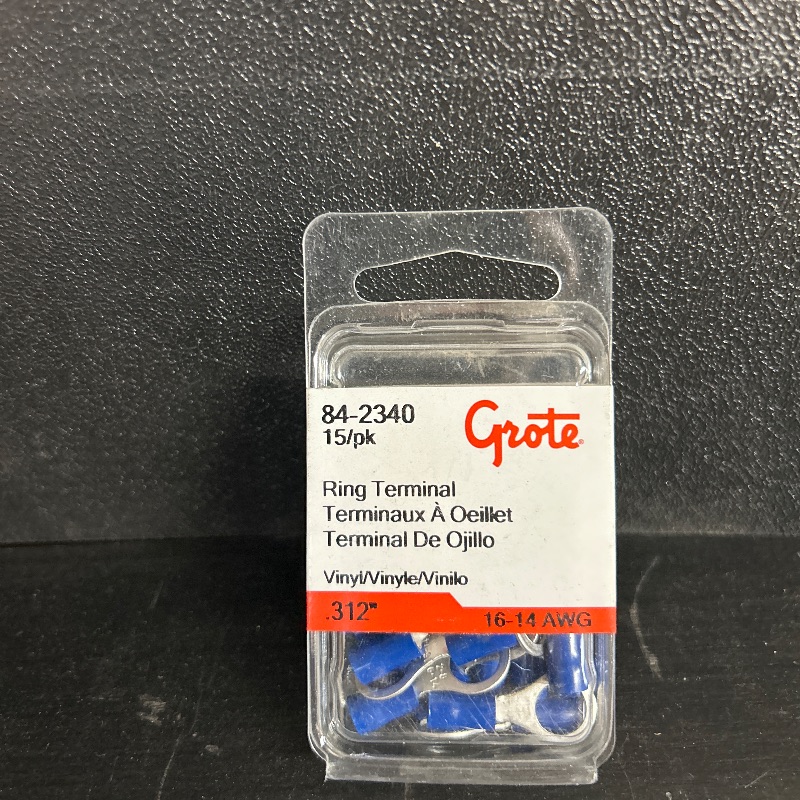 84-2340
15/pk
Grote
Ring Terminal
Terminaux À Oeillet
Terminal De Ojillo
Vinyl/Vinyle/Vinilo
.312"
16-14 AWG